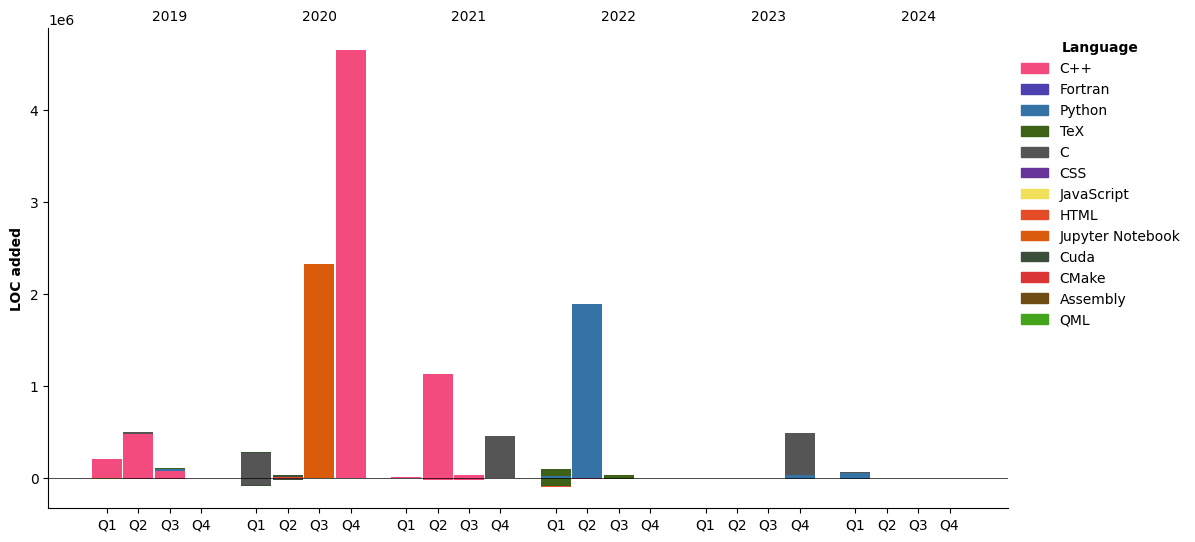 2019 2020 2021 2022 2023 2024
1e6
Language
C++
Fortran
Python
TeX
C
CSS
JavaScript
HTML
Jupyter Notebook
Cuda
CMake
Assembly
QML
LOC added
4
3
2
1
0
Q1 Q2 Q3 Q4 Q1 Q2 Q3 Q4 Q1 Q2 Q3 Q4 Q1 Q2 Q3 Q4 Q1 Q2 Q3 Q4 Q1 Q2 Q3 Q4